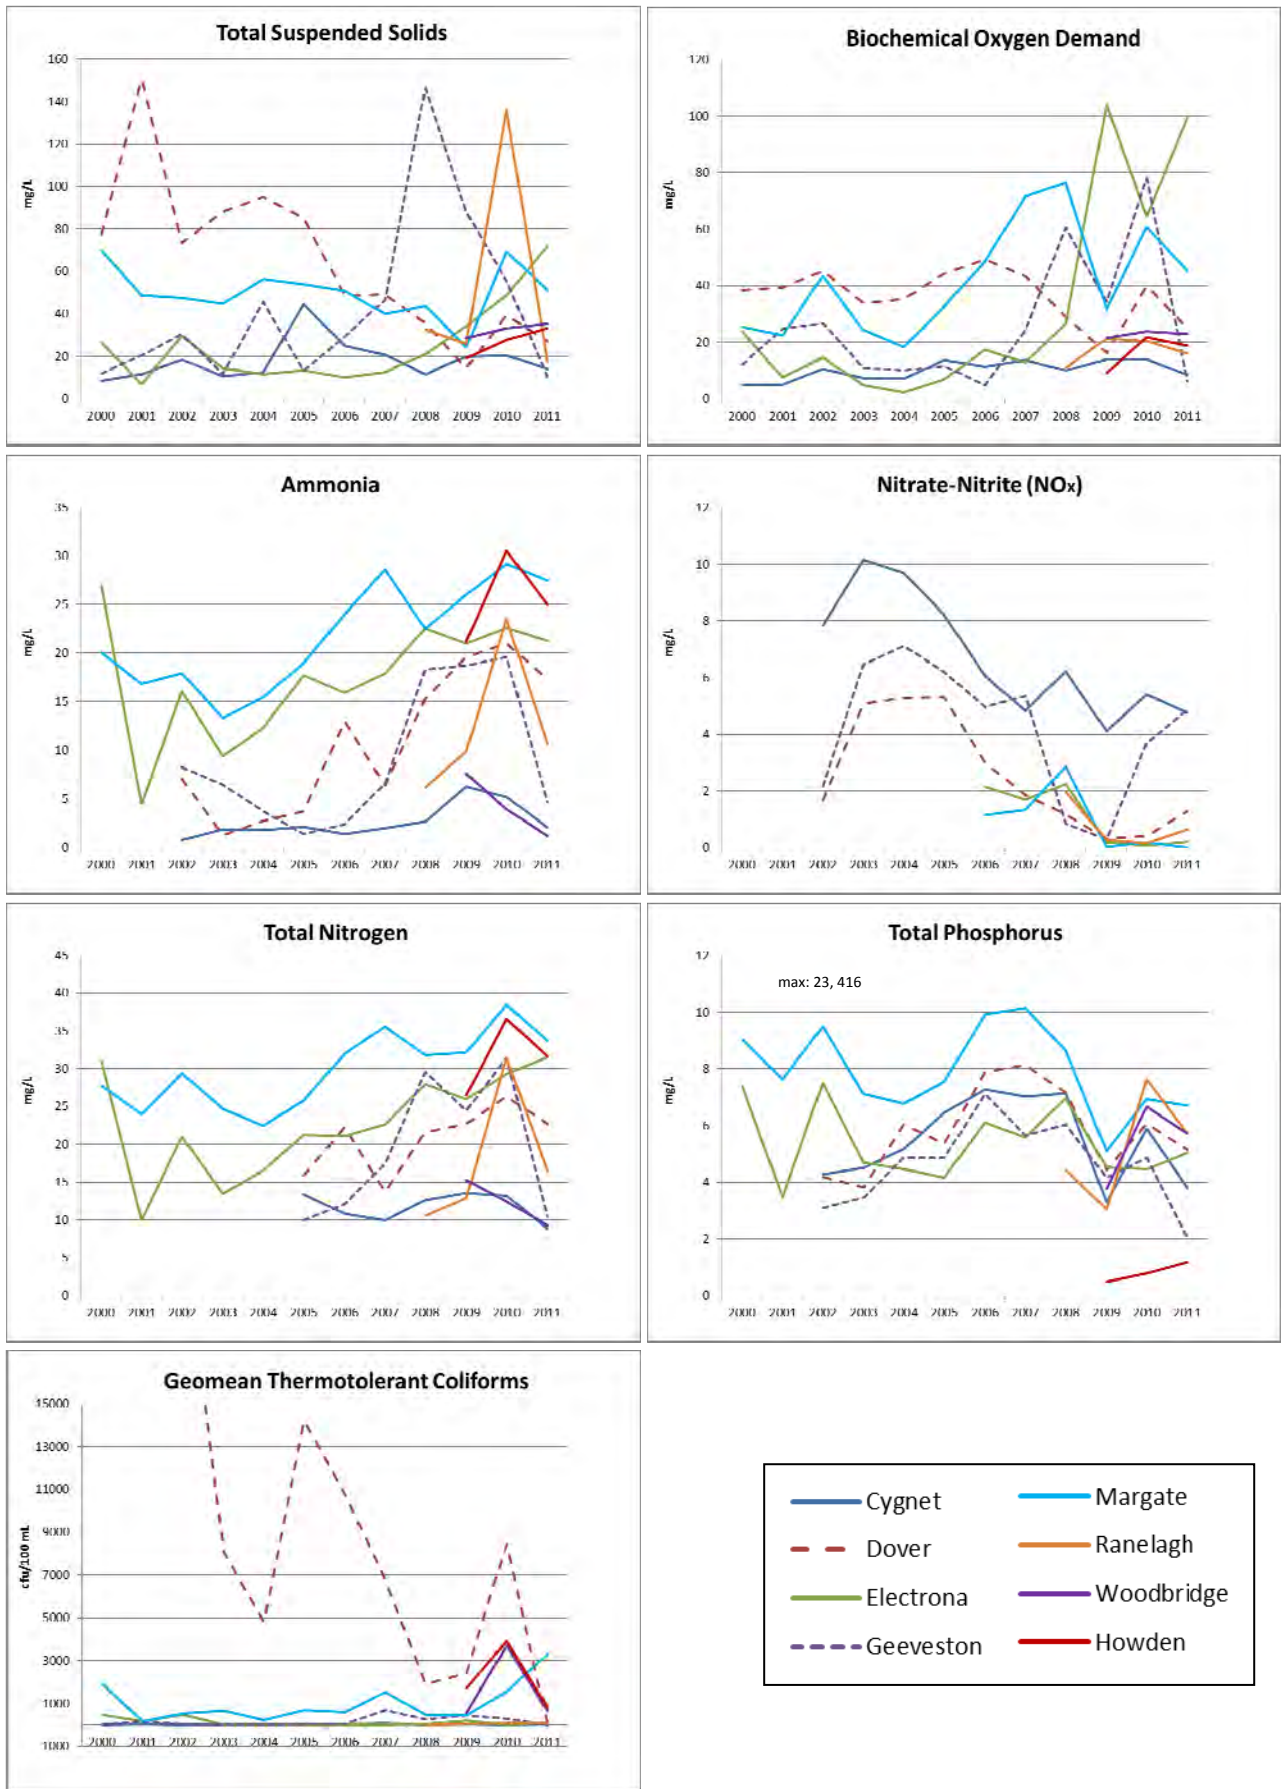 Total Suspended Solids
160
140
120
100
80
60
40
20
0
mg/L
2000 2001 2002 2003 2004 2005 2006 2007 2008 2009 2010 2011
Biochemical Oxygen Demand
120
100
80
60
40
20
0
mg/L
2000 2001 2002 2003 2004 2005 2006 2007 2008 2009 2010 2011
Ammonia
35
30
25
20
15
10
5
0
mg/L
2000 2001 2002 2003 2004 2005 2006 2007 2008 2009 2010 2011
Nitrate-Nitrite (NOx)
12
10
8
6
4
2
0
mg/L
2000 2001 2002 2003 2004 2005 2006 2007 2008 2009 2010 2011
Total Nitrogen
45
40
35
30
25
20
15
10
5
0
mg/L
2000 2001 2002 2003 2004 2005 2006 2007 2008 2009 2010 2011
Total Phosphorus
max: 23, 416
12
10
8
6
4
2
0
mg/L
2000 2001 2002 2003 2004 2005 2006 2007 2008 2009 2010 2011
Geomean Thermotolerant Coliforms
15000
13000
11000
9000
7000
5000
3000
1000
1000
cfu/100 mL
2000 2001 2002 2003 2004 2005 2006 2007 2008 2009 2010 2011
Cygnet
Margate
Dover
Ranelagh
Electrona
Woodbridge
Geeveston
Howden